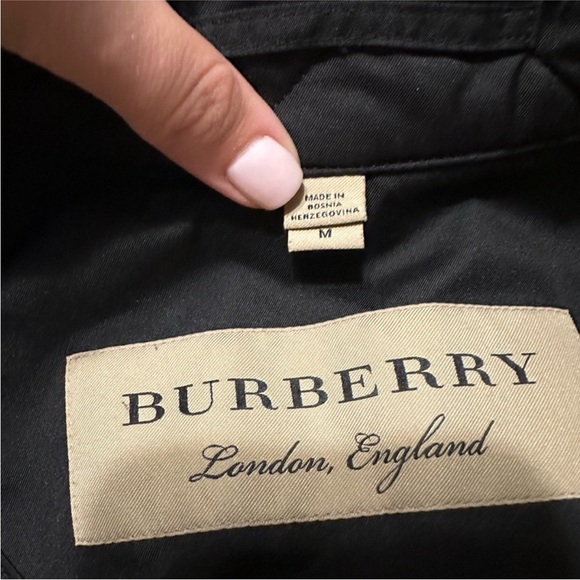 MADE IN
BOSNIA
HERZEGOVINA
M
BURBERRY
London, England